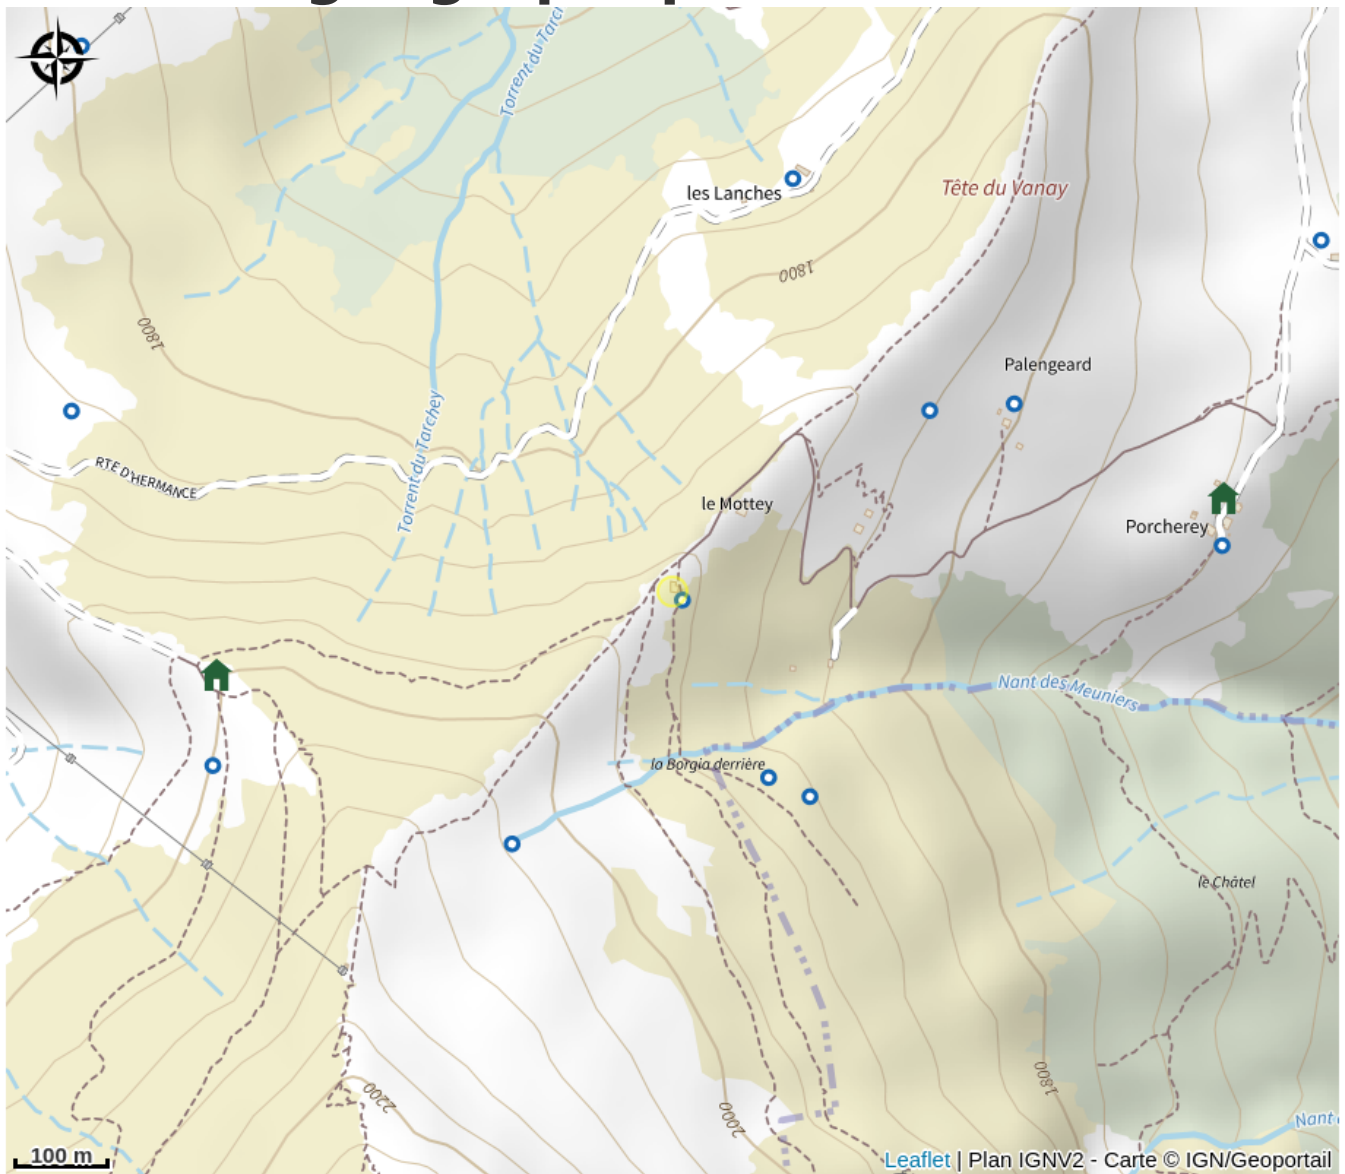 Torrent du Tarc
les Lanches
Tête du Vanay
1800
1800
Palengeard
Torrent du Tarchey
RTE D'HERMANCE
le Mottey
Porcherey
Nant des Meuniers
la Borgia derrière
le Châtel
1800
2200
2000
Nant
100 m
Leaflet | Plan IGNV2 - Carte © IGN/Geoportail